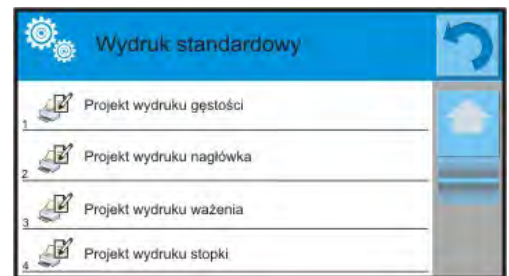 Wydruk standardowy
1 Projekt wydruku gęstości
2 Projekt wydruku nagłówka
3 Projekt wydruku ważenia
4 Projekt wydruku stopki